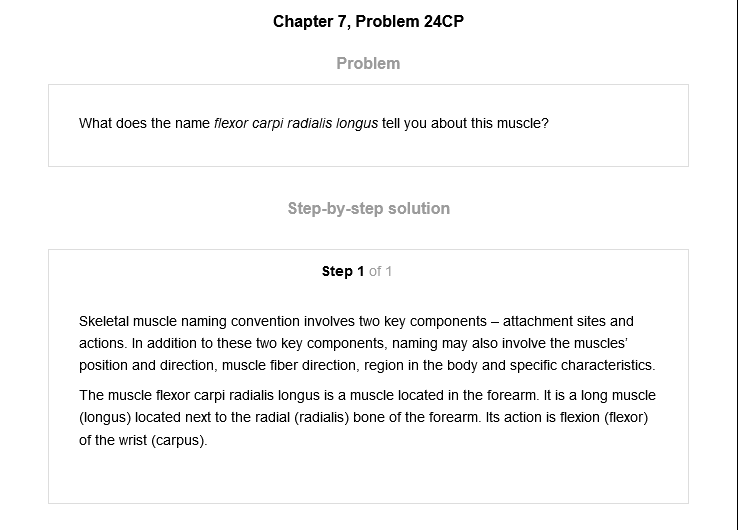 Chapter 7, Problem 24CP
Problem
What does the name flexor carpi radialis longus tell you about this muscle?
Step-by-step solution
Step 1 of 1
Skeletal muscle naming convention involves two key components – attachment sites and
actions. In addition to these two key components, naming may also involve the muscles’
position and direction, muscle fiber direction, region in the body and specific characteristics.
The muscle flexor carpi radialis longus is a muscle located in the forearm. It is a long muscle
(longus) located next to the radial (radialis) bone of the forearm. Its action is flexion (flexor)
of the wrist (carpus).